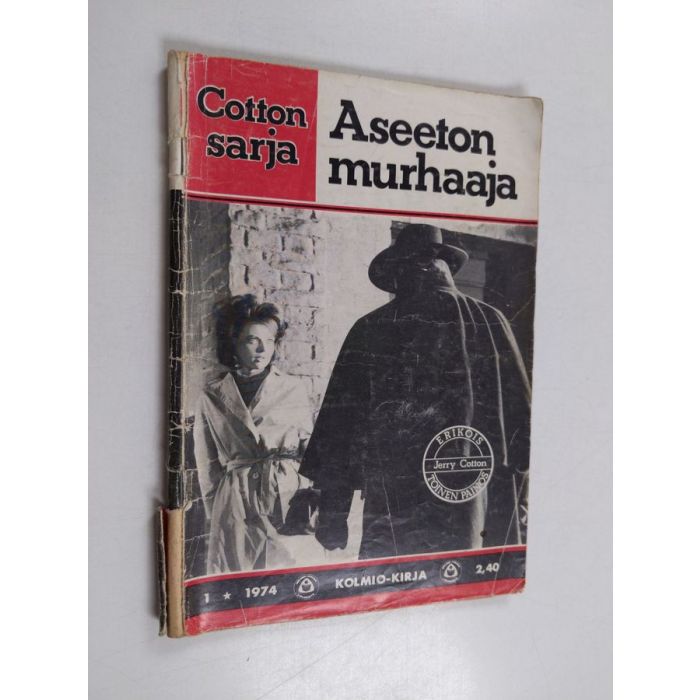 Cotton
sarja
Aseeton
murhaaja
ERIKOIS
Jerry Cotton
TOINEN PAINOS
1 ★ 1974
KOLMIO-KIRJA
2,40